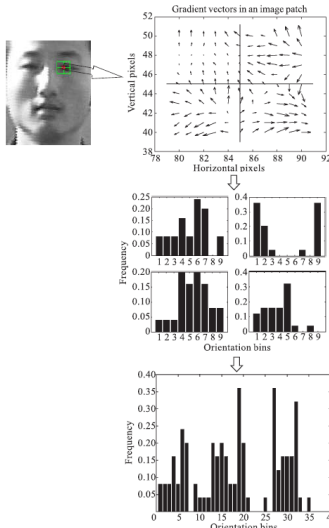 Gradient vectors in an image patch
Vertical pixels
52
50
48
46
44
42
40
38
78 80 82 84 86 88 90 92
Horizontal pixels
Frequency
0.25
0.20
0.15
0.10
0.05
0
1 2 3 4 5 6 7 8 9
0.4
0.3
0.2
0.1
0
1 2 3 4 5 6 7 8 9
0.20
0.15
0.10
0.05
0
1 2 3 4 5 6 7 8 9
0.4
0.3
0.2
0.1
0
1 2 3 4 5 6 7 8 9
Orientation bins
Frequency
0.40
0.35
0.30
0.25
0.20
0.15
0.10
0.05
0 5 10 15 20 25 30 35
Orientation bins